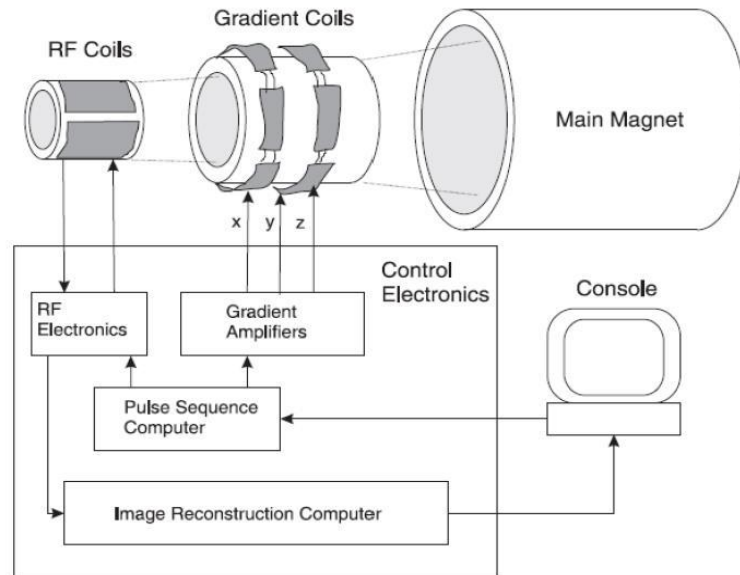 Gradient Coils
RF Coils
Main Magnet
x
y
z
Control
Electronics
RF
Electronics
Gradient
Amplifiers
Console
Pulse Sequence
Computer
Image Reconstruction Computer